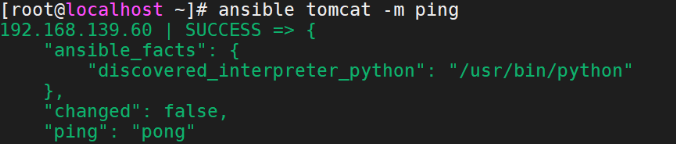 [root@localhost ~]# ansible tomcat -m ping
192.168.139.60 | SUCCESS => {
    "ansible_facts": {
        "discovered_interpreter_python": "/usr/bin/python"
    },
    "changed": false,
    "ping": "pong"